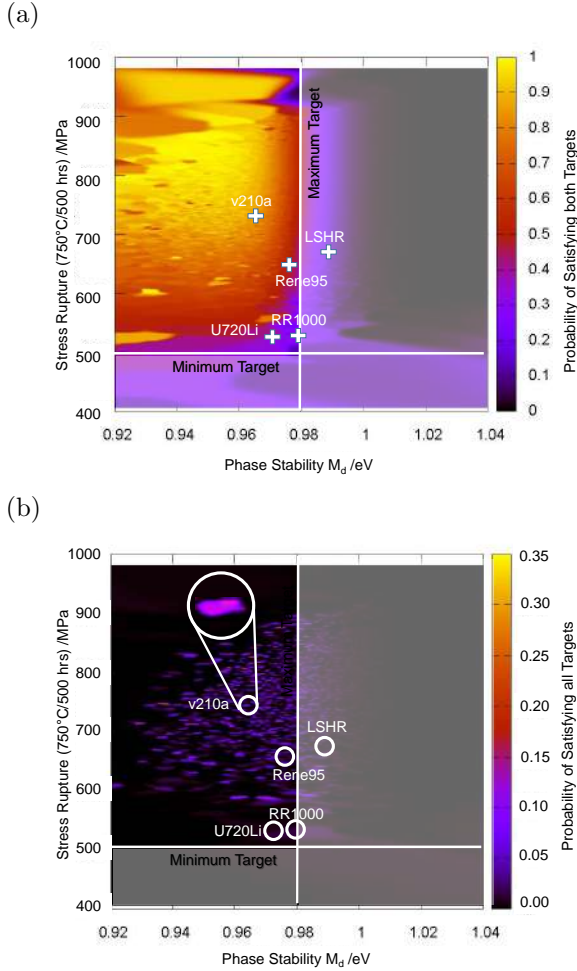 (a)
1000
900
800
700
600
500
400
Stress Rupture (750°C/500 hrs) /MPa
Maximum Target
v210a
LSHR
Rene95
RR1000
U720Li
Minimum Target
0.92
0.94
0.96
0.98
1
1.02
1.04
Phase Stability M_d /eV
1
0.9
0.8
0.7
0.6
0.5
0.4
0.3
0.2
0.1
0
Probability of Satisfying both Targets
(b)
1000
900
800
700
600
500
400
Stress Rupture (750°C/500 hrs) /MPa
v210a
LSHR
Rene95
RR1000
U720Li
Minimum Target
0.92
0.94
0.96
0.98
1
1.02
1.04
Phase Stability M_d /eV
0.35
0.30
0.25
0.20
0.15
0.10
0.05
0.00
Probability of Satisfying all Targets